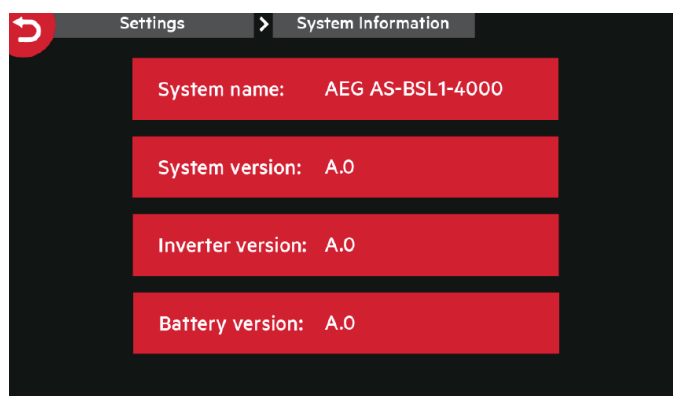 Settings > System Information
System name: AEG AS-BSL1-4000
System version: A.0
Inverter version: A.0
Battery version: A.0